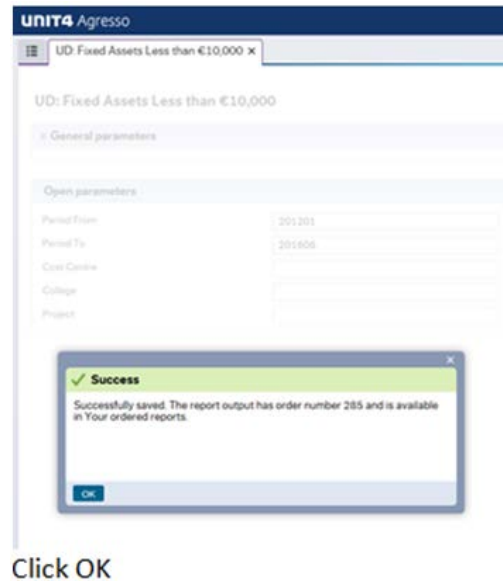 UNIT4 Agresso
UD: Fixed Assets Less than €10,000 ×
UD: Fixed Assets Less than €10,000
General parameters
Open parameters
Period From 201201
Period To 201606
Cost Centre
College
Project
×
Success
Successfully saved. The report output has order number 285 and is available
in Your ordered reports.
OK
Click OK